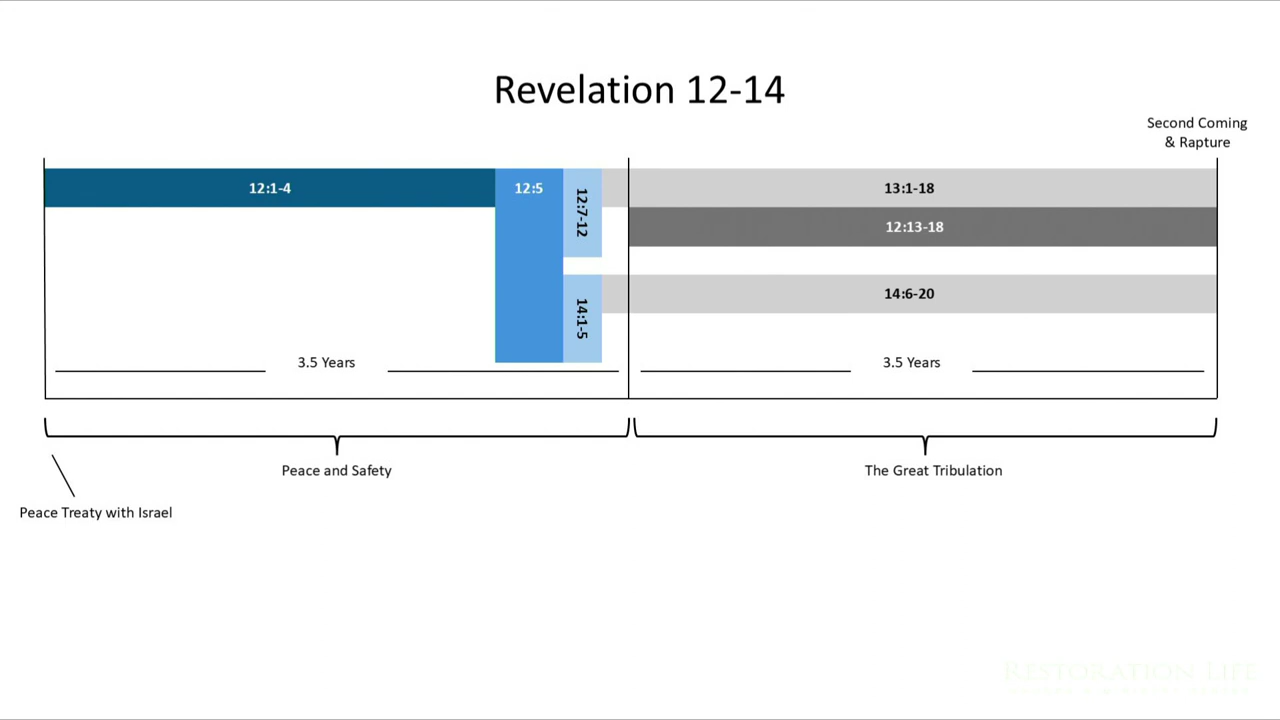 Revelation 12-14
Second Coming
& Rapture
12:1-4
12:5
12:7-12
13:1-18
12:13-18
14:1-5
14:6-20
3.5 Years
3.5 Years
Peace and Safety
The Great Tribulation
Peace Treaty with Israel
RESTORATION LIFE